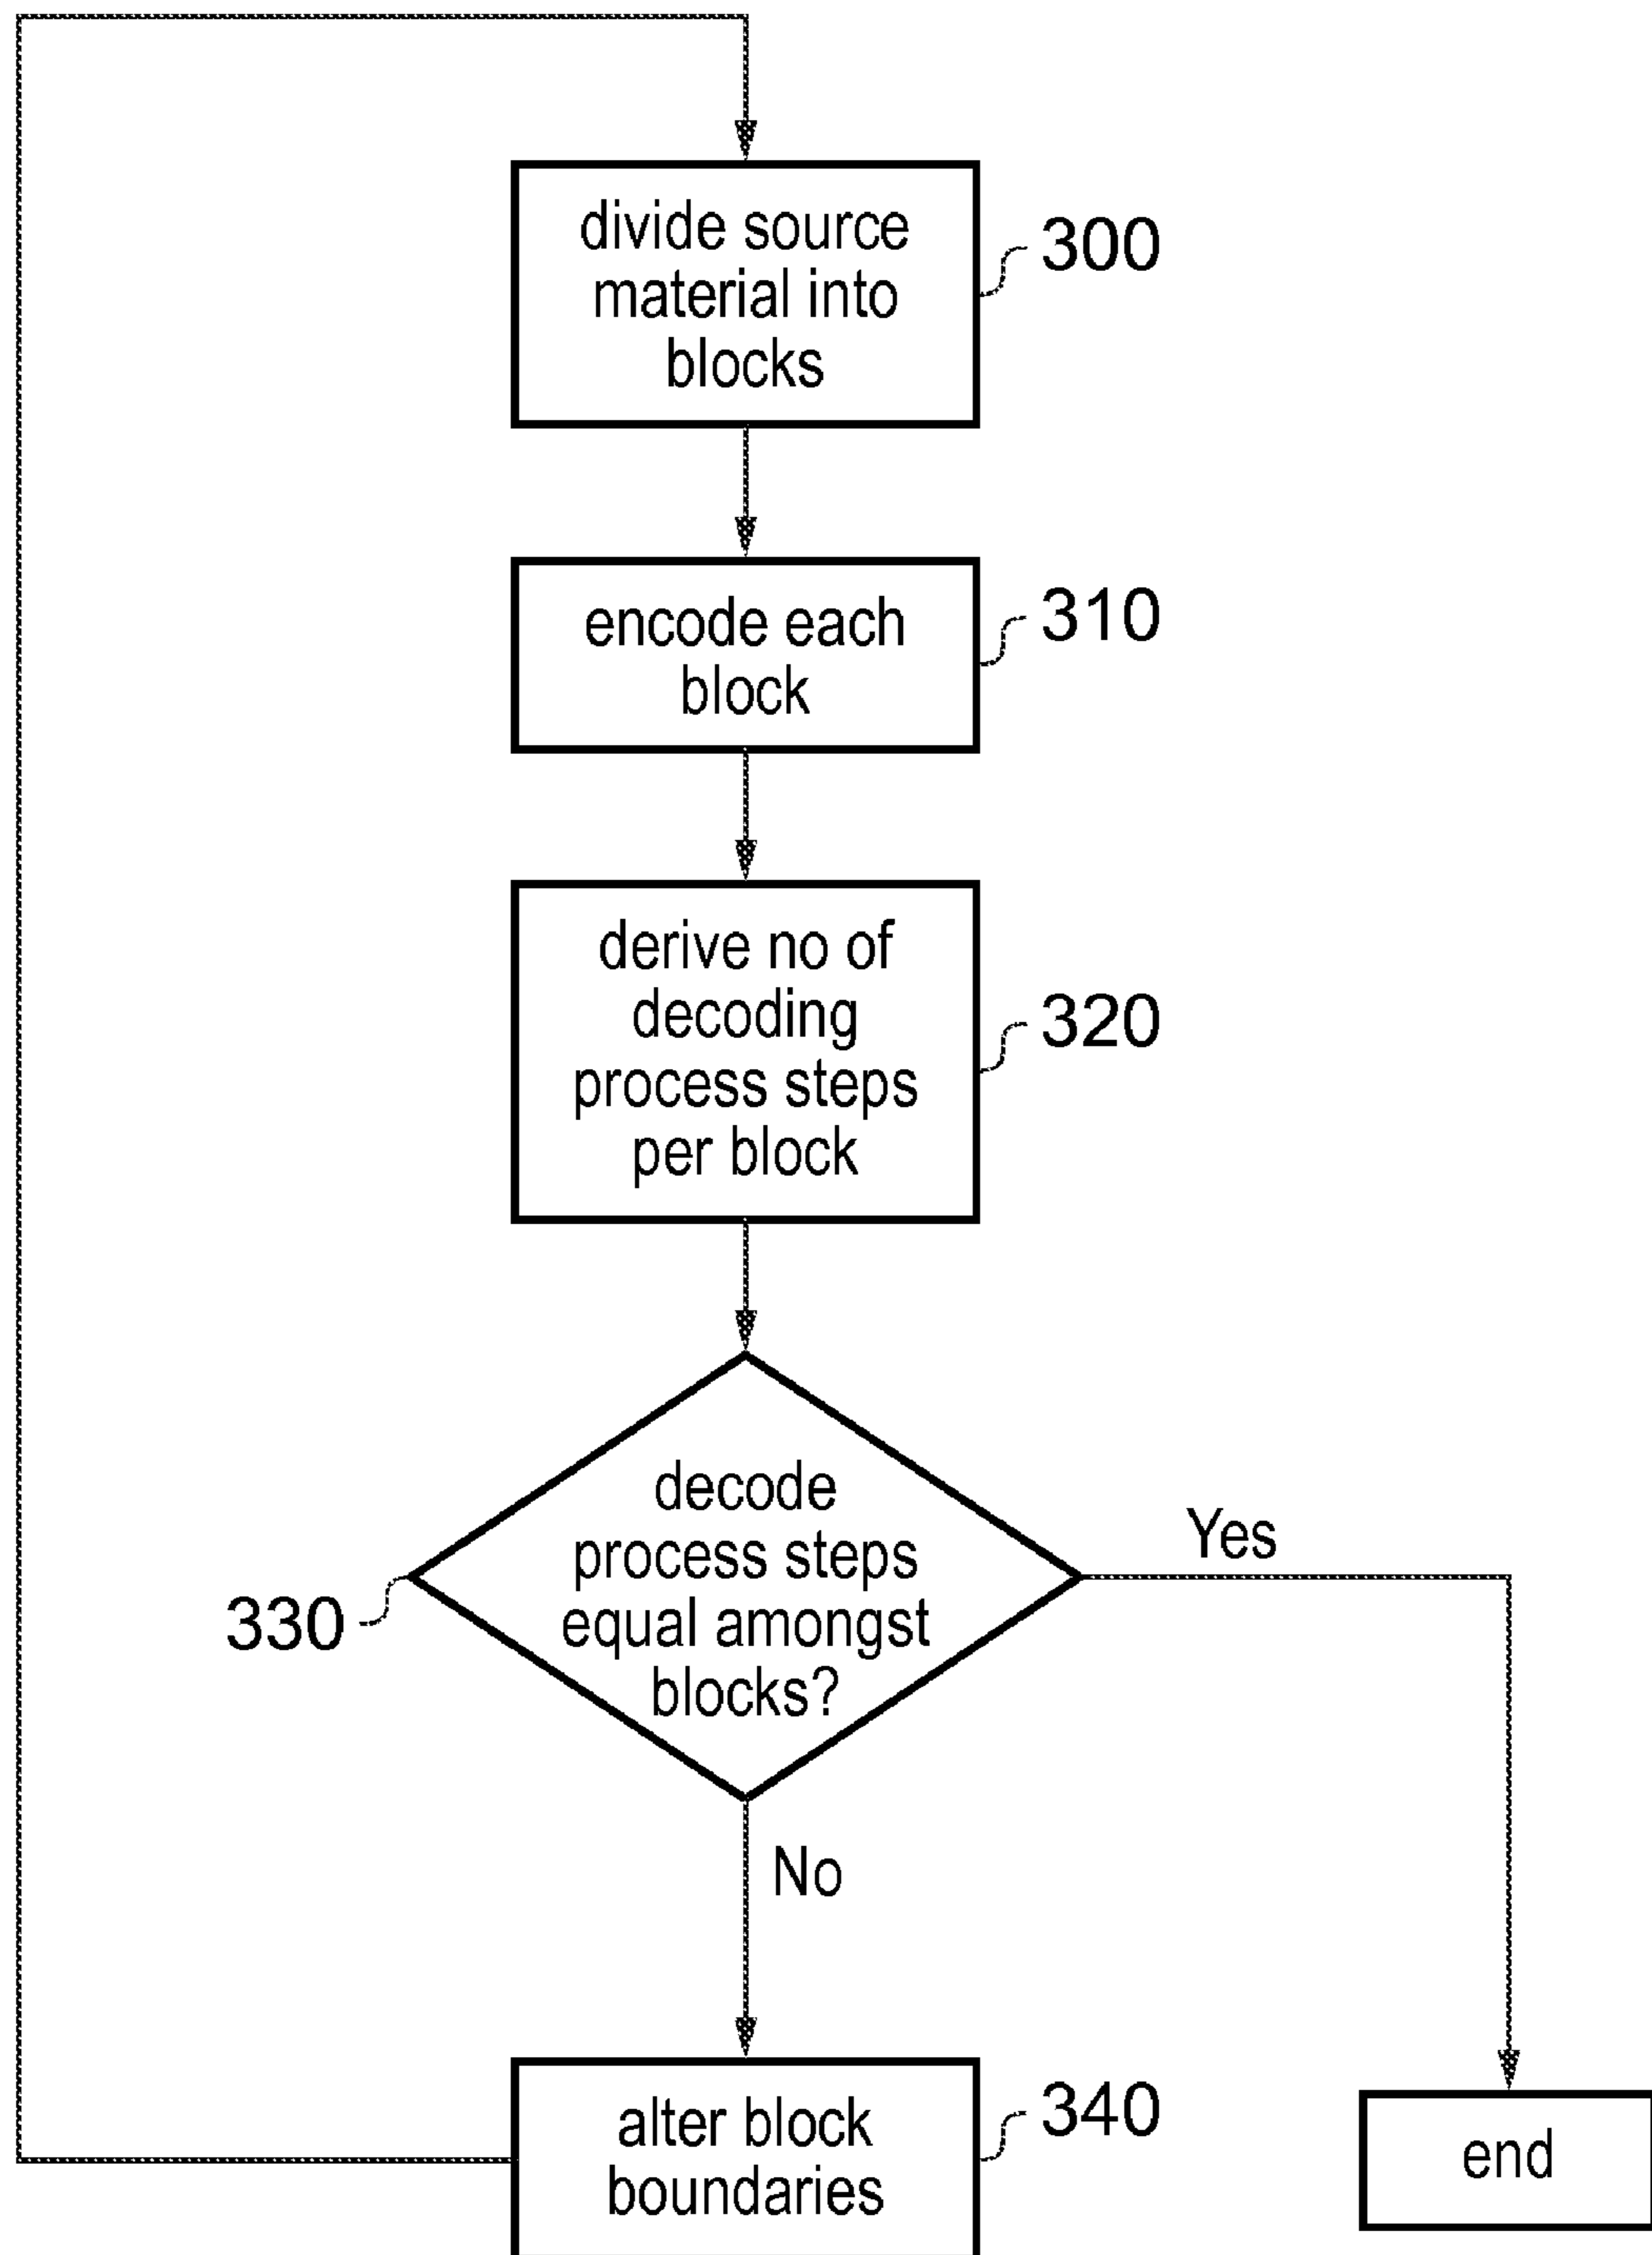 divide source
material into
blocks
300
encode each
block
310
derive no of
decoding
process steps
per block
320
decode
process steps
equal amongst
blocks?
330
Yes
No
alter block
boundaries
340
end